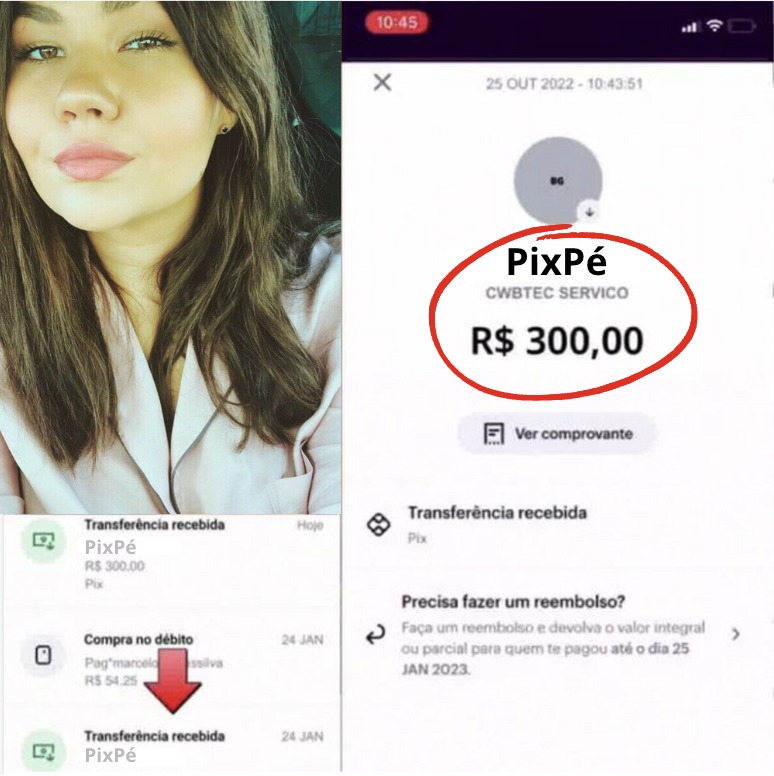 Transferência recebida
Hoje
PixPé
R$ 300,00
Pix
Compra no débito
24 JAN
Pag*marcelo ssilva
R$ 54,25
Transferência recebida
24 JAN
PixPé
10:45
25 OUT 2022 - 10:43:51
BG
PixPé
CWBTEC SERVICO
R$ 300,00
Ver comprovante
Transferência recebida
Pix
Precisa fazer um reembolso?
Faça um reembolso e devolva o valor integral
ou parcial para quem te pagou até o dia 25
JAN 2023.